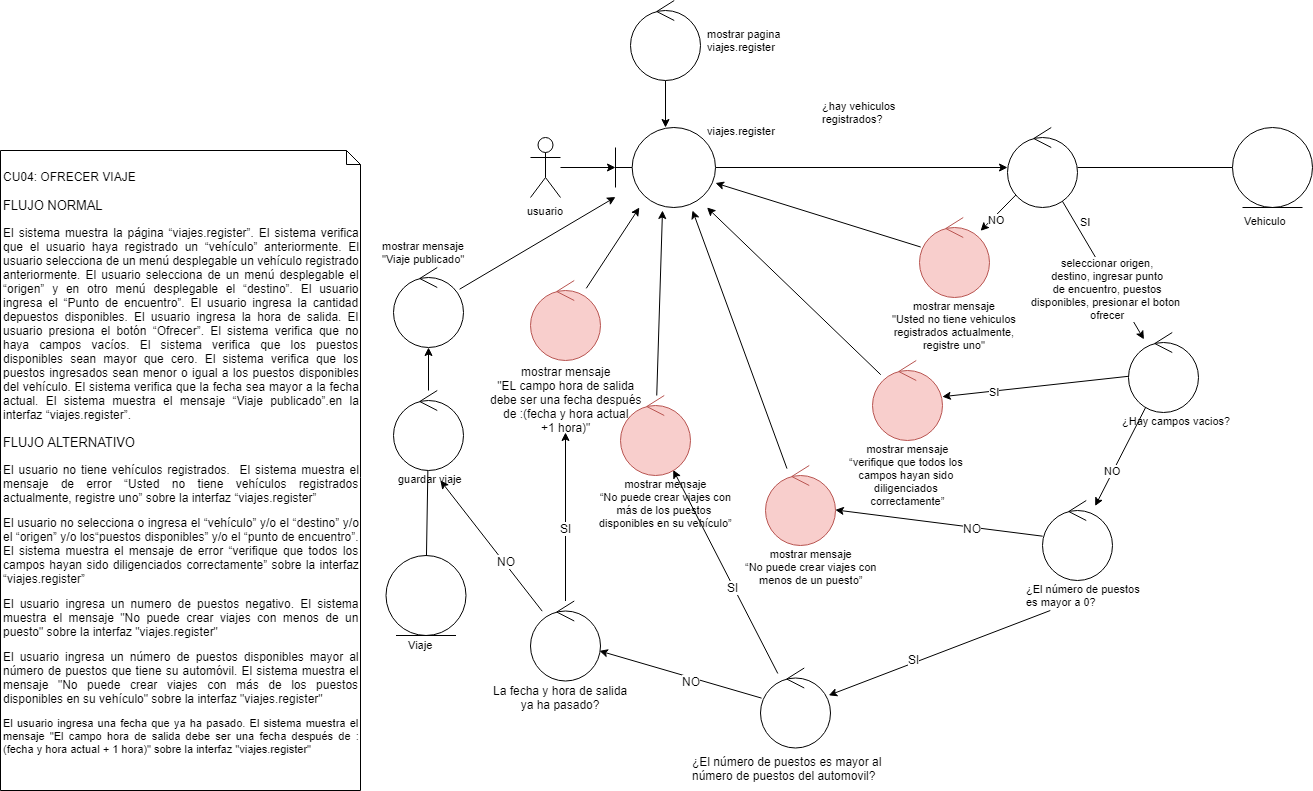 CU04: OFRECER VIAJE
FLUJO NORMAL
El sistema muestra la página “viajes.register”. El sistema verifica
que el usuario haya registrado un “vehículo” anteriormente. El
usuario selecciona de un menú desplegable un vehículo registrado
anteriormente. El usuario selecciona de un menú desplegable el
“origen” y en otro menú desplegable el “destino”. El usuario
ingresa el “Punto de encuentro”. El usuario ingresa la cantidad
depuestos disponibles. El usuario ingresa la hora de salida. El
usuario presiona el botón “Ofrecer”. El sistema verifica que no
haya campos vacíos. El sistema verifica que los puestos
disponibles sean mayor que cero. El sistema verifica que los
puestos ingresados sean menor o igual a los puestos disponibles
del vehículo. El sistema verifica que la fecha sea mayor a la fecha
actual. El sistema muestra el mensaje “Viaje publicado”.en la
interfaz “viajes.register”.
FLUJO ALTERNATIVO
El usuario no tiene vehículos registrados. El sistema muestra el
mensaje de error “Usted no tiene vehículos registrados
actualmente, registre uno” sobre la interfaz “viajes.register”
El usuario no selecciona o ingresa el “vehículo” y/o el “destino” y/o
el “origen” y/o los“puestos disponibles” y/o el “punto de encuentro”.
El sistema muestra el mensaje de error “verifique que todos los
campos hayan sido diligenciados correctamente” sobre la interfaz
“viajes.register”
El usuario ingresa un numero de puestos negativo. El sistema
muestra el mensaje "No puede crear viajes con menos de un
puesto" sobre la interfaz "viajes.register"
El usuario ingresa un número de puestos disponibles mayor al
número de puestos que tiene su automóvil. El sistema muestra el
mensaje "No puede crear viajes con más de los puestos
disponibles en su vehículo" sobre la interfaz "viajes.register"
El usuario ingresa una fecha que ya ha pasado. El sistema muestra el
mensaje "El campo hora de salida debe ser una fecha después de :
(fecha y hora actual + 1 hora)" sobre la interfaz "viajes.register"
mostrar pagina
viajes.register
viajes.register
¿hay vehiculos
registrados?
usuario
Vehiculo
NO
SI
mostrar mensaje
"Viaje publicado"
seleccionar origen,
destino, ingresar punto
de encuentro, puestos
disponibles, presionar el boton
ofrecer
mostrar mensaje
"Usted no tiene vehiculos
registrados actualmente,
registre uno"
mostrar mensaje
"EL campo hora de salida
debe ser una fecha después
de :(fecha y hora actual
+1 hora)"
SI
¿Hay campos vacios?
mostrar mensaje
“verifique que todos los
campos hayan sido
diligenciados
correctamente”
NO
guardar viaje
mostrar mensaje
“No puede crear viajes con
más de los puestos
disponibles en su vehículo”
SI
NO
mostrar mensaje
“No puede crear viajes con
menos de un puesto”
NO
SI
¿El número de puestos
es mayor a 0?
Viaje
SI
NO
La fecha y hora de salida
ya ha pasado?
¿El número de puestos es mayor al
número de puestos del automovil?